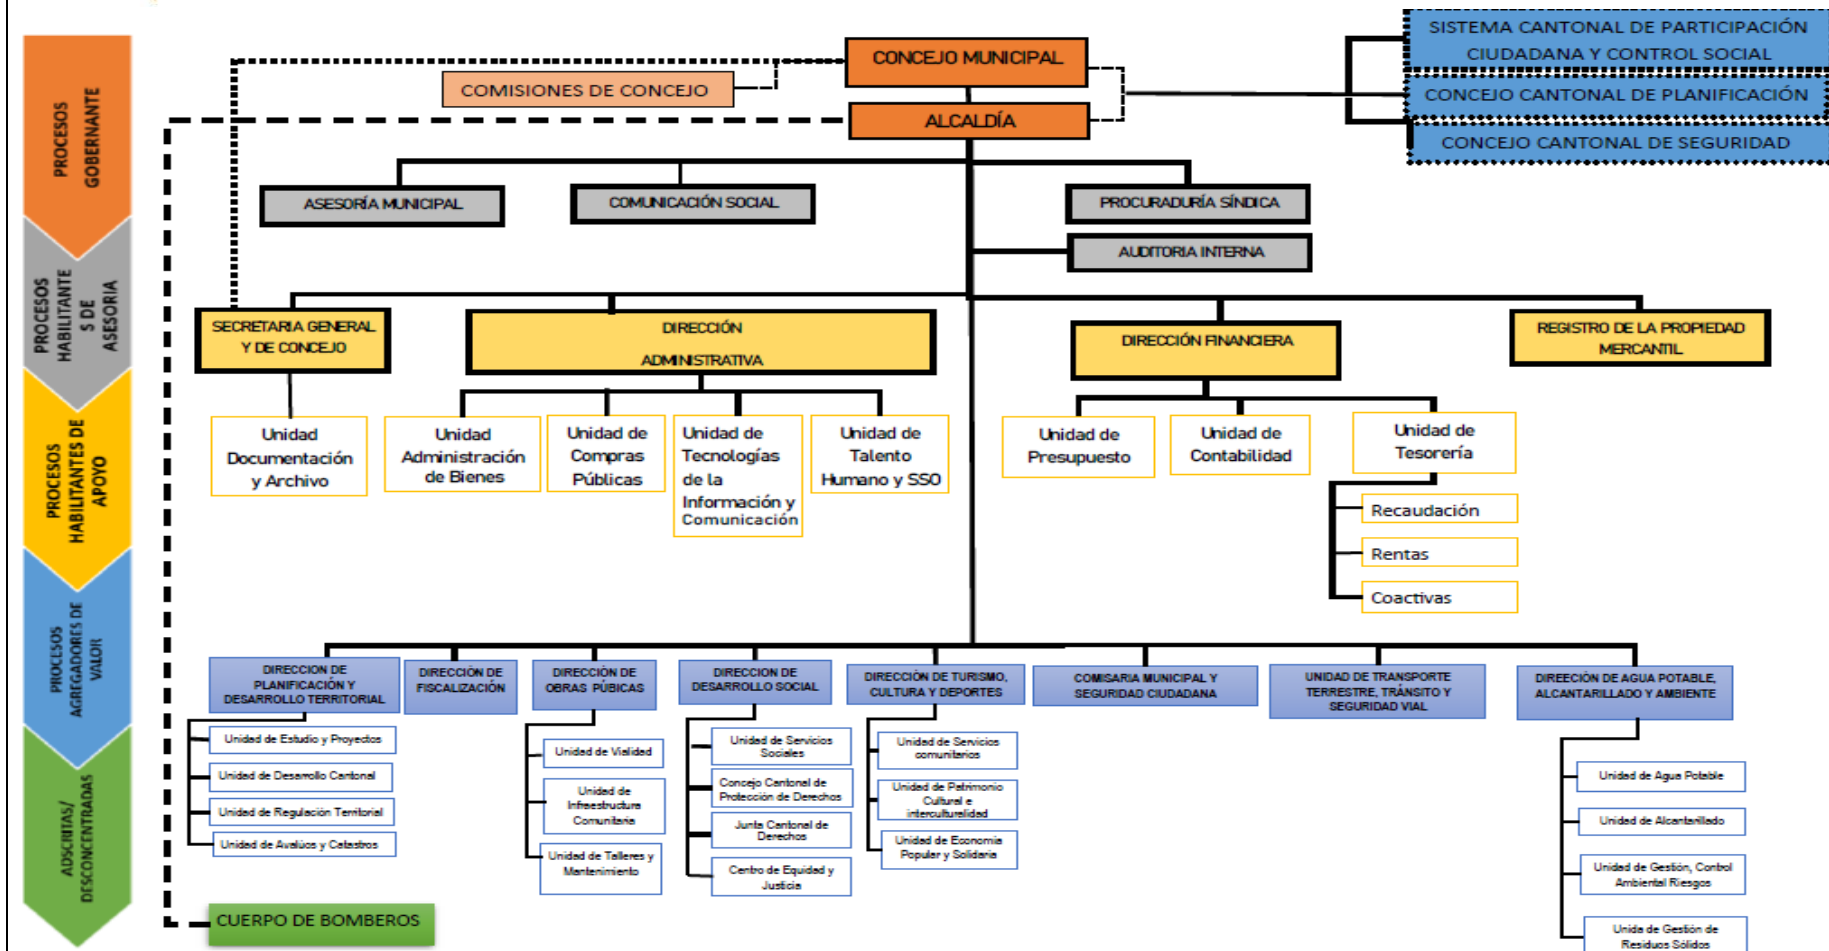 PROCESOS
GOBERNANTE
PROCESOS
HABILITANTE
S DE
ASESORIA
PROCESOS
HABILITANTES DE
APOYO
PROCESOS
AGREGADORES DE
VALOR
ADSCRITAS/
DESCONCENTRADAS
CONCEJO MUNICIPAL
COMISIONES DE CONCEJO
ALCALDÍA
SISTEMA CANTONAL DE PARTICIPACIÓN
CIUDADANA Y CONTROL SOCIAL
CONCEJO CANTONAL DE PLANIFICACIÓN
CONCEJO CANTONAL DE SEGURIDAD
ASESORÍA MUNICIPAL
COMUNICACIÓN SOCIAL
PROCURADURÍA SÍNDICA
AUDITORIA INTERNA
SECRETARIA GENERAL
Y DE CONCEJO
DIRECCIÓN
ADMINISTRATIVA
DIRECCIÓN FINANCIERA
REGISTRO DE LA PROPIEDAD
MERCANTIL
Unidad
Documentación
y Archivo
Unidad
Administración
de Bienes
Unidad de
Compras
Públicas
Unidad de
Tecnologías
de la
Información y
Comunicación
Unidad de
Talento
Humano y SSO
Unidad de
Presupuesto
Unidad de
Contabilidad
Unidad de
Tesorería
Recaudación
Rentas
Coactivas
DIRECCION DE
PLANIFICACIÓN Y
DESARROLLO TERRITORIAL
DIRECCIÓN DE
FISCALIZACIÓN
DIRECCIÓN DE
OBRAS PÚBICAS
DIRECCION DE
DESARROLLO SOCIAL
DIRECCIÓN DE TURISMO,
CULTURA Y DEPORTES
COMISARIA MUNICIPAL Y
SEGURIDAD CIUDADANA
UNIDAD DE TRANSPORTE
TERRESTRE, TRÁNSITO Y
SEGURIDAD VIAL
DIREECIÓN DE AGUA POTABLE,
ALCANTARILLADO Y AMBIENTE
Unidad de Estudio y Proyectos
Unidad de Desarrollo Cantonal
Unidad de Regulación Territorial
Unidad de Avalúos y Catastros
Unidad de Vialidad
Unidad de
Infraestructura
Comunitaria
Unidad de Talleres y
Mantenimiento
Unidad de Servicios
Sociales
Concejo Cantonal de
Protección de Derechos
Junta Cantonal de
Derechos
Centro de Equidad y
Justicia
Unidad de Servicios
comunitarios
Unidad de Patrimonio
Cultural e
interculturalidad
Unidad de Economia
Popular y Solidaria
Unidad de Agua Potable
Unidad de Alcantarillado
Unidad de Gestión, Control
Ambiental Riesgos
Unida de Gestión de
Residuos Sólidos
CUERPO DE BOMBEROS